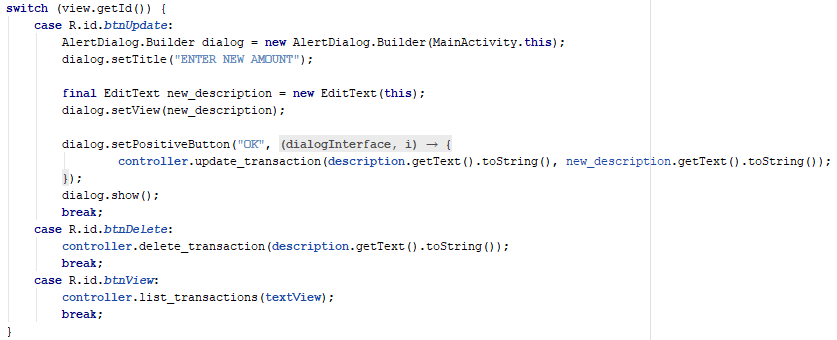 switch (view.getId()) {
    case R.id.btnUpdate:
        AlertDialog.Builder dialog = new AlertDialog.Builder(MainActivity.this);
        dialog.setTitle("ENTER NEW AMOUNT");

        final EditText new_description = new EditText(this);
        dialog.setView(new_description);

        dialog.setPositiveButton("OK", (dialogInterface, i) → {
                controller.update_transaction(description.getText().toString(), new_description.getText().toString());
        });
        dialog.show();
        break;
    case R.id.btnDelete:
        controller.delete_transaction(description.getText().toString());
        break;
    case R.id.btnView:
        controller.list_transactions(textView);
        break;
}